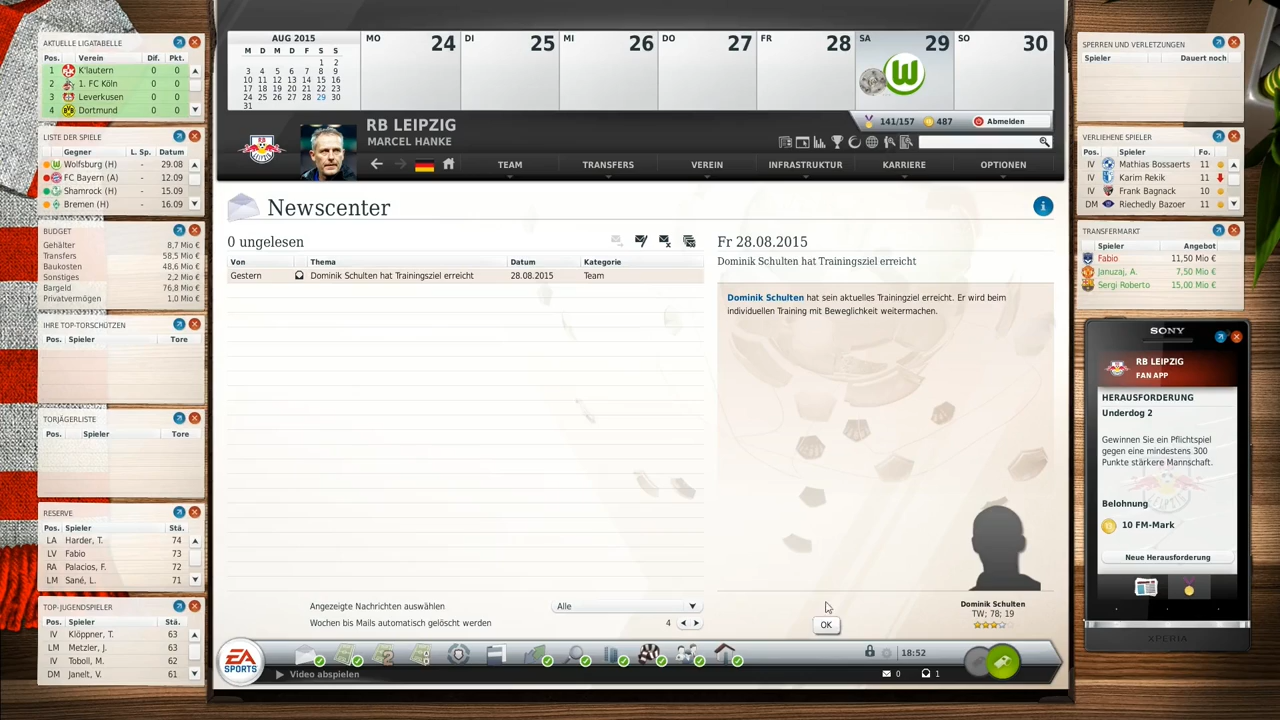 AKTUELLE LIGATABELLE
Pos. Verein Dif. Pkt.
1 K'lautern 0 0
2 1. FC Köln 0 0
3 Leverkusen 0 0
4 Dortmund 0 0
LISTE DER SPIELE
Gegner L. Sp. Datum
Wolfsburg (H) - 29.08
FC Bayern (A) - 12.09
Shamrock (H) - 15.09
Bremen (H) - 16.09
BUDGET
Gehälter 8,7 Mio €
Transfers 58,5 Mio €
Baukosten 48,6 Mio €
Sonstiges 2,2 Mio €
Bargeld 76,8 Mio €
Privatvermögen 1,0 Mio €
IHRE TOP-TORSCHÜTZEN
Pos. Spieler Tore
TORJÄGERLISTE
Pos. Spieler Tore
RESERVE
Pos. Spieler Stä.
LA Harder, T. 74
LV Fabio 73
RA Palacios, F. 72
LM Sané, L. 71
TOP-JUGENDSPIELER
Pos. Spieler Stä.
IV Klöppner, T. 63
LM Metzler, J. 63
IV Toboll, M. 62
DM Janelt, V. 61
AUG 2015
M D M D F S S
1 2
3 4 5 6 7 8 9
10 11 12 13 14 15 16
17 18 19 20 21 22 23
24 25 26 27 28 29 30
31
MO 24 DI 25 MI 26 DO 27 FR 28 SA 29 SO 30
RB LEIPZIG
MARCEL HANKE
141/157 487 Abmelden
TEAM TRANSFERS VEREIN INFRASTRUKTUR KARRIERE OPTIONEN
Newscenter
0 ungelesen
Von Thema Datum Kategorie
Gestern Dominik Schulten hat Trainingsziel erreicht 28.08.2015 Team
Fr 28.08.2015
Dominik Schulten hat Trainingsziel erreicht
Dominik Schulten hat sein aktuelles Trainingziel erreicht. Er wird beim
individuellen Training mit Beweglichkeit weitermachen.
Angezeigte Nachrichten auswählen Alle
Wochen bis Mails automatisch gelöscht werden 4
OK
Dominik Schulten
TW; 78; 19
EA
SPORTS
18:52
Video abspielen
0 1
SPERREN UND VERLETZUNGEN
Spieler Dauert noch
VERLIEHENE SPIELER
Pos. Spieler Fo.
IV Mathias Bossaerts 11
IV Karim Rekik 11
IV Frank Bagnack 10
DM Riechedly Bazoer 11
TRANSFERMARKT
Spieler Angebot
Fabio 11,50 Mio €
Januzaj, A. 7,50 Mio €
Sergi Roberto 15,00 Mio €
SONY
RB LEIPZIG
FAN APP
HERAUSFORDERUNG
Underdog 2
Gewinnen Sie ein Pflichtspiel
gegen eine mindestens 300
Punkte stärkere Mannschaft.
Belohnung
10 FM-Mark
Neue Herausforderung
XPERIA